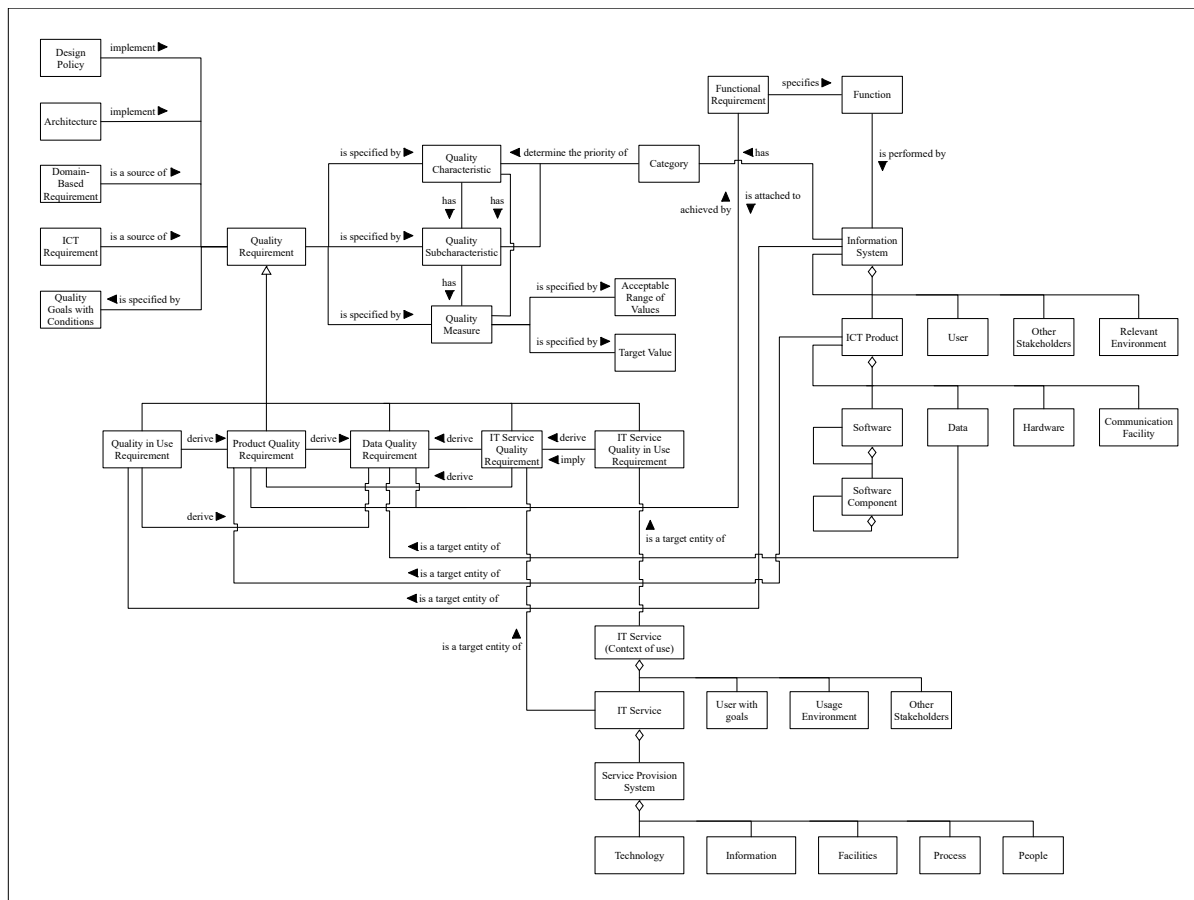 Design
Policy
implement
Architecture
implement
Domain-
Based
Requirement
is a source of
ICT
Requirement
is a source of
Quality
Goals with
Conditions
is specified by
Quality
Requirement
is specified by
is specified by
is specified by
Quality
Characteristic
has
has
Quality
Subcharacteristic
has
Quality
Measure
determine the priority of
Category
is specified by
Acceptable
Range of
Values
is specified by
Target Value
Functional
Requirement
specifies
Function
has
is performed by
achieved by
is attached to
Information
System
ICT Product
User
Other
Stakeholders
Relevant
Environment
Software
Data
Hardware
Communication
Facility
Software
Component
Quality in Use
Requirement
derive
Product Quality
Requirement
derive
Data Quality
Requirement
derive
IT Service
Quality
Requirement
derive
imply
IT Service
Quality in Use
Requirement
derive
derive
is a target entity of
is a target entity of
is a target entity of
is a target entity of
is a target entity of
IT Service
(Context of use)
IT Service
User with
goals
Usage
Environment
Other
Stakeholders
Service Provision
System
Technology
Information
Facilities
Process
People